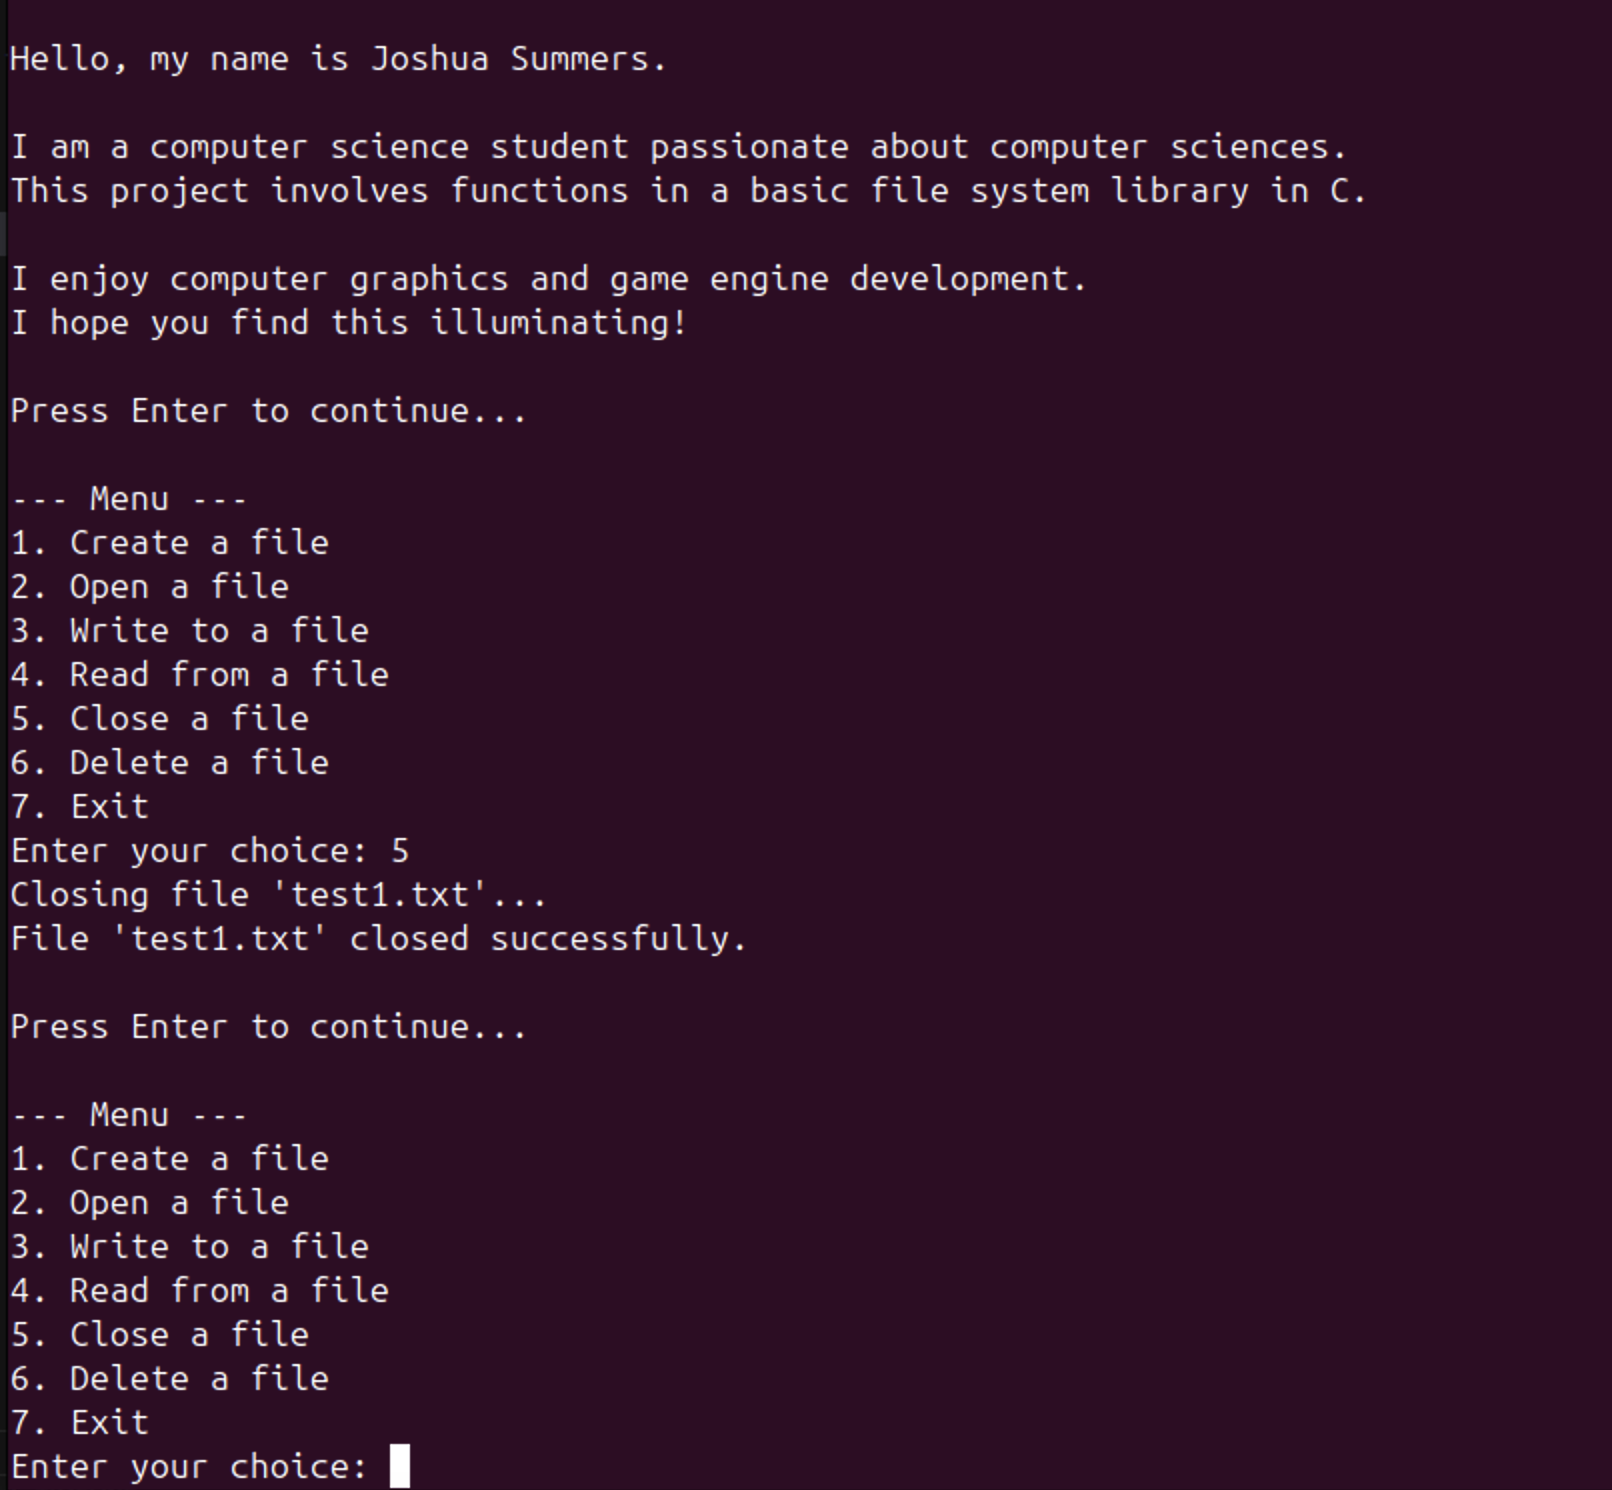 Hello, my name is Joshua Summers.
I am a computer science student passionate about computer sciences.
This project involves functions in a basic file system library in C.
I enjoy computer graphics and game engine development.
I hope you find this illuminating!
Press Enter to continue...
--- Menu ---
1. Create a file
2. Open a file
3. Write to a file
4. Read from a file
5. Close a file
6. Delete a file
7. Exit
Enter your choice: 5
Closing file 'test1.txt'...
File 'test1.txt' closed successfully.
Press Enter to continue...
--- Menu ---
1. Create a file
2. Open a file
3. Write to a file
4. Read from a file
5. Close a file
6. Delete a file
7. Exit
Enter your choice: